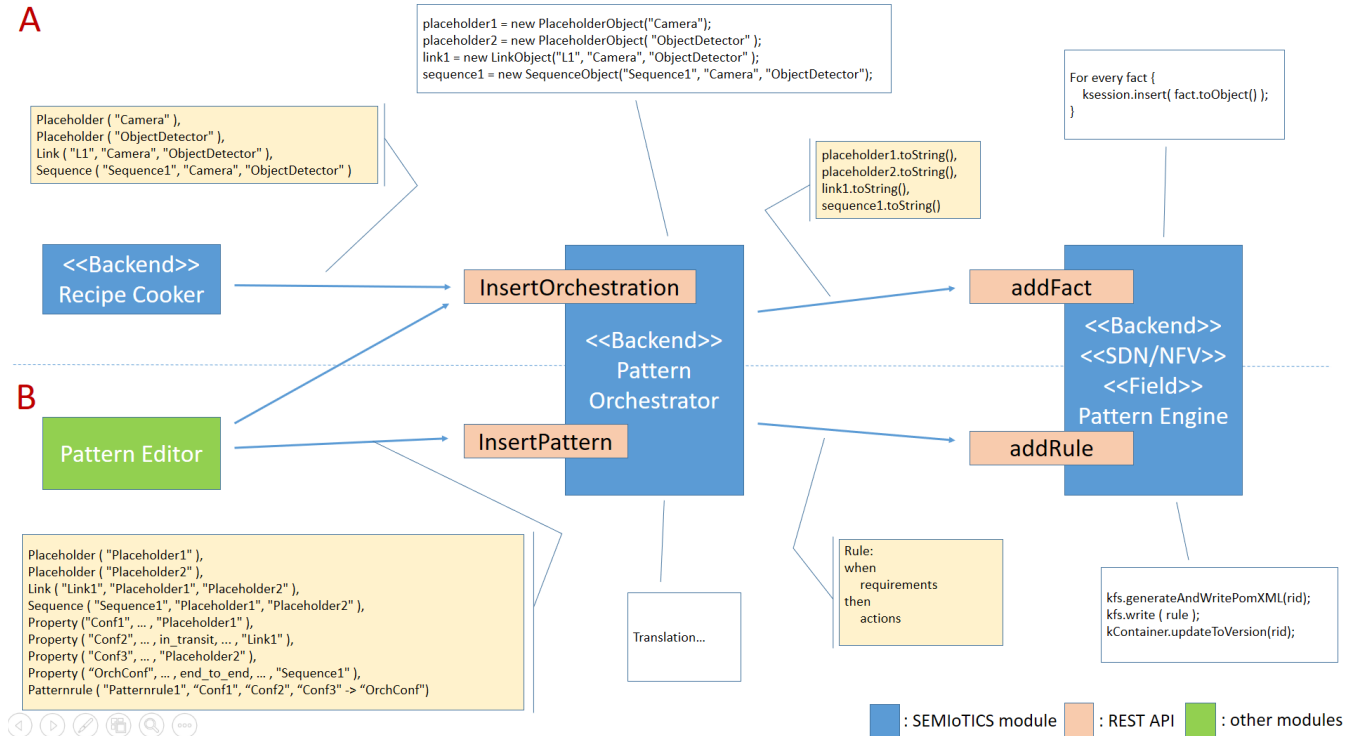 A
placeholder1 = new PlaceholderObject("Camera");
placeholder2 = new PlaceholderObject( "ObjectDetector" );
link1 = new LinkObject("L1", "Camera", "ObjectDetector" );
sequence1 = new SequenceObject("Sequence1", "Camera", "ObjectDetector");
For every fact {
ksession.insert( fact.toObject() );
}
Placeholder ( "Camera" ),
Placeholder ( "ObjectDetector" ),
Link ( "L1", "Camera", "ObjectDetector" ),
Sequence ( "Sequence1", "Camera", "ObjectDetector" )
placeholder1.toString(),
placeholder2.toString(),
link1.toString(),
sequence1.toString()
<<Backend>>
Recipe Cooker
InsertOrchestration
<<Backend>>
Pattern
Orchestrator
addFact
<<Backend>>
<<SDN/NFV>>
<<Field>>
Pattern Engine
B
Pattern Editor
InsertPattern
addRule
Placeholder ( "Placeholder1" ),
Placeholder ( "Placeholder2" ),
Link ( "Link1", "Placeholder1", "Placeholder2" ),
Sequence ( "Sequence1", "Placeholder1", "Placeholder2" ),
Property ("Conf1", ... , "Placeholder1" ),
Property ( "Conf2", ... , in_transit, ... , "Link1" ),
Property ( "Conf3", ... , "Placeholder2" ),
Property ( “OrchConf", ... , end_to_end, ... , "Sequence1" ),
Patternrule ( "Patternrule1", “Conf1", “Conf2”, “Conf3" -> “OrchConf")
Translation...
Rule:
when
requirements
then
actions
kfs.generateAndWritePomXML(rid);
kfs.write ( rule );
kContainer.updateToVersion(rid);
: SEMIoTICS module
: REST API
: other modules